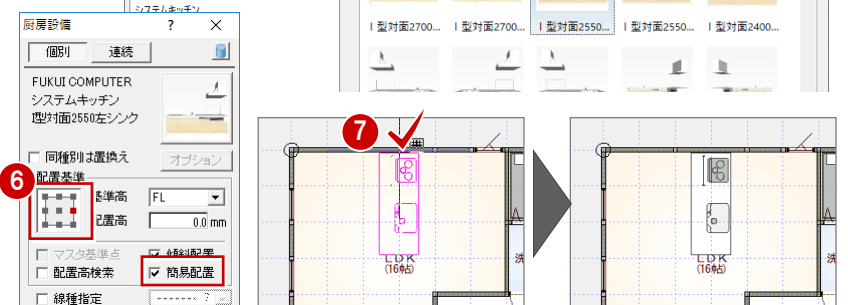 システムキッチン
厨房設備 ? ×
個別 連続
FUKUI COMPUTER
システムキッチン
I型対面2550左シンク
同種別は置換え オプション
配置基準
6
基準高 FL
配置高 0.0 mm
マスタ基準点 傾斜配置
配置高検索 簡易配置
線種指定 ?
I 型対面2700... I 型対面2700... I 型対面2550... I 型対面2550... I 型対面2400...
7
LDK
(16帖)
洗
LDK
(16帖)
洗